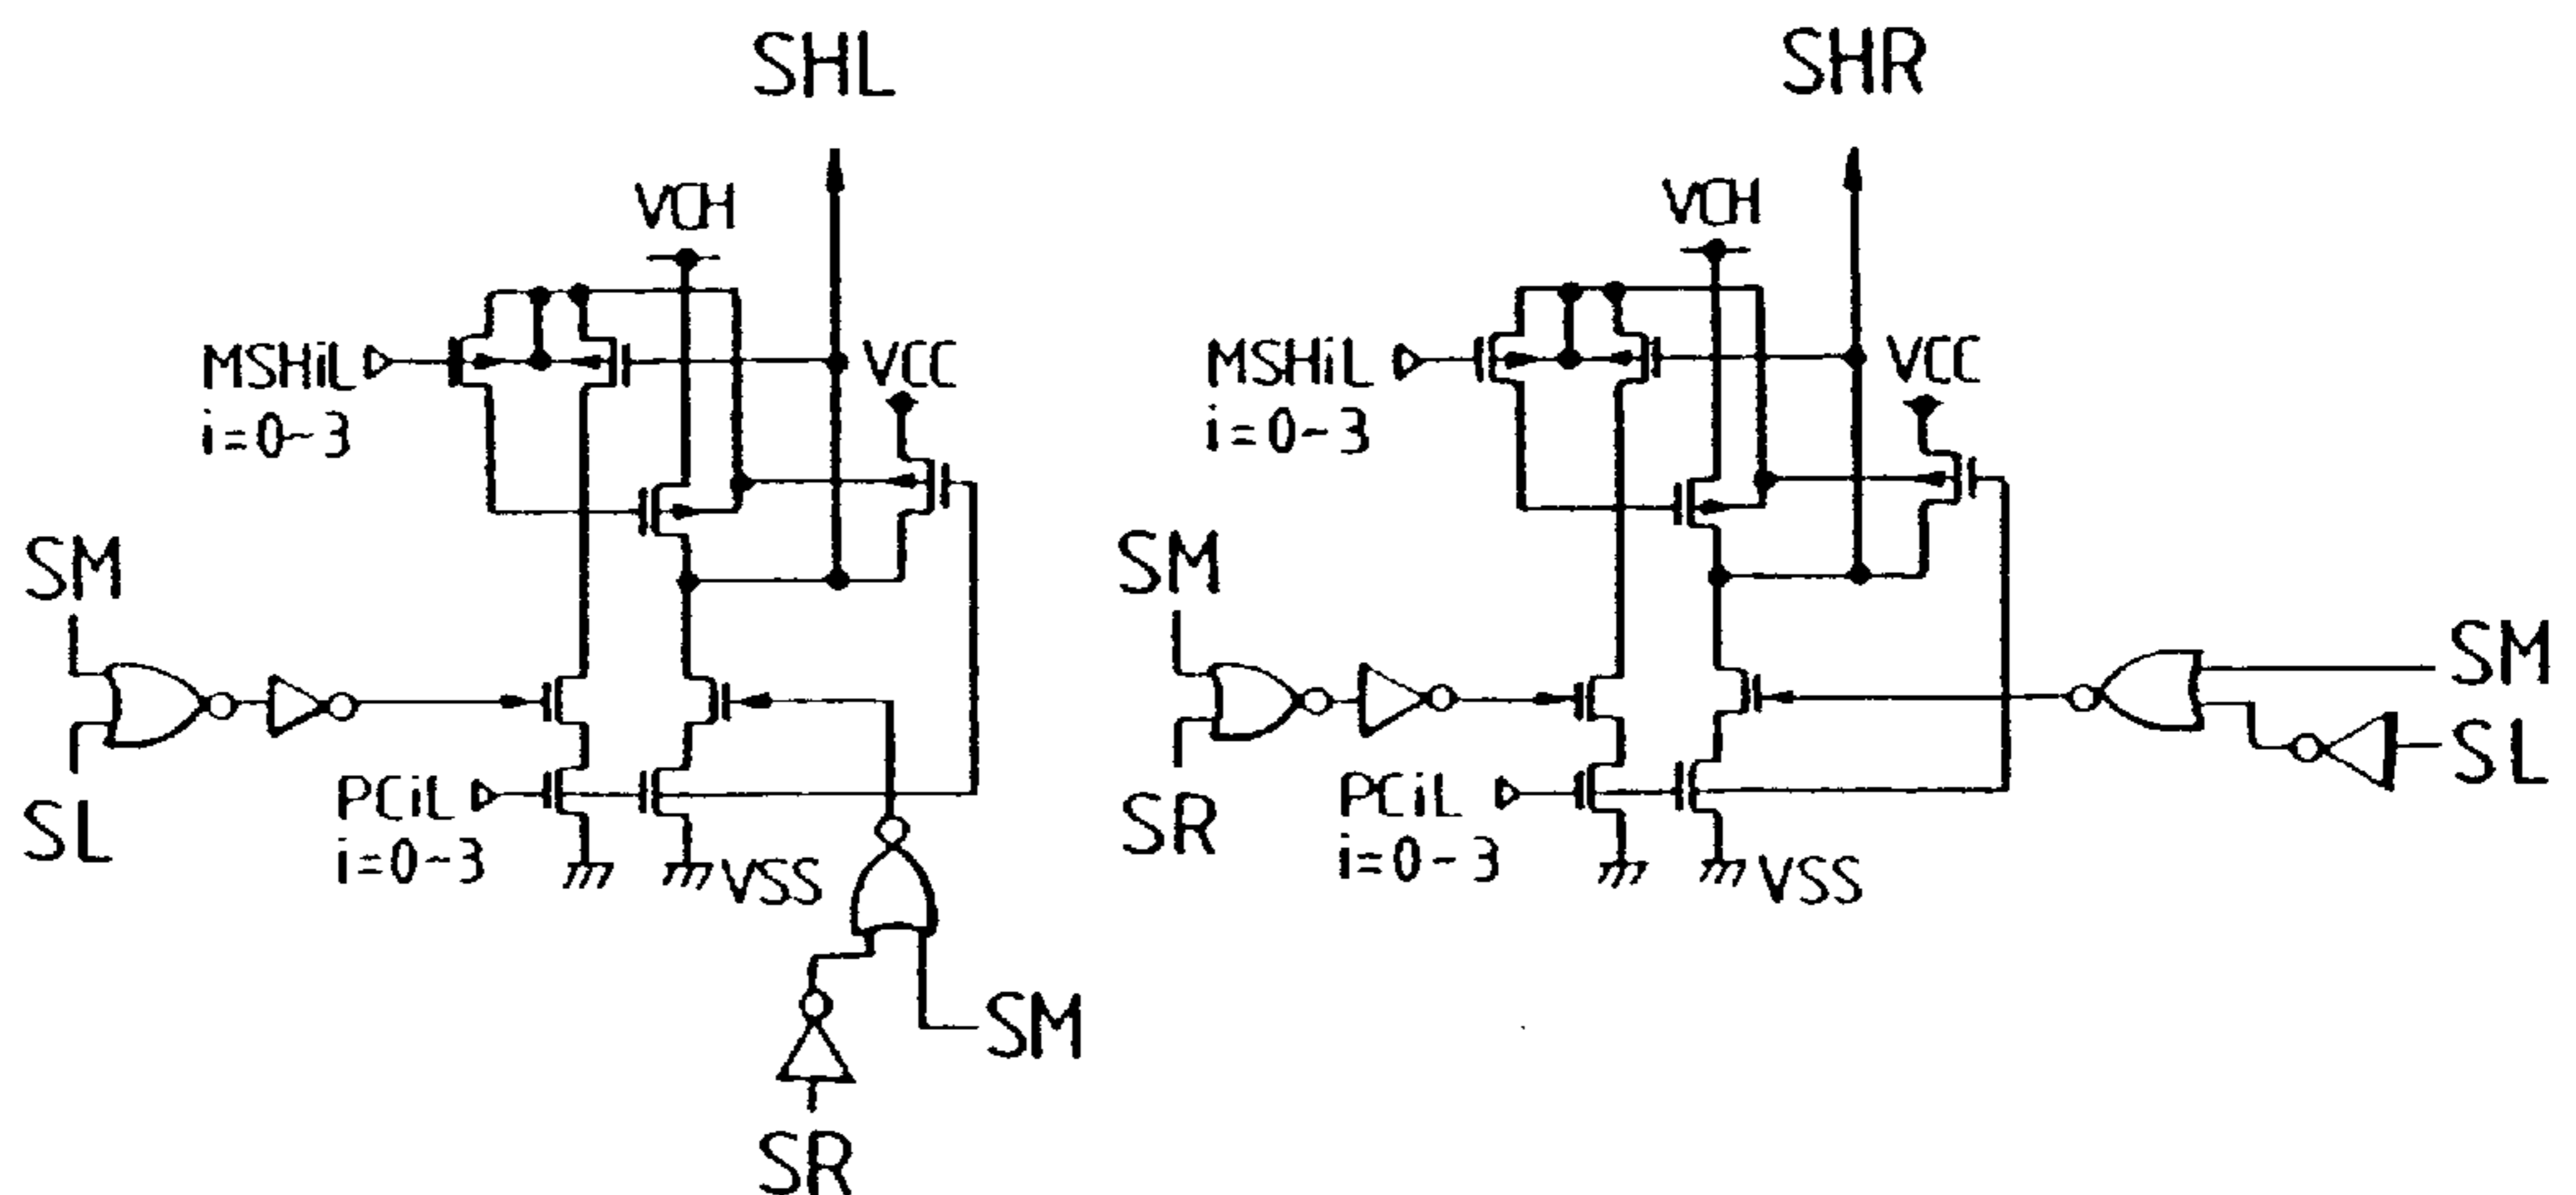 SHL
SHR
VCH
VCH
MSHiL
i=0~3
VCC
MSHiL
i=0~3
VCC
SM
SL
PCiL
i=0~3
VSS
SR
SM
SM
SR
PCiL
i=0~3
VSS
SM
SL